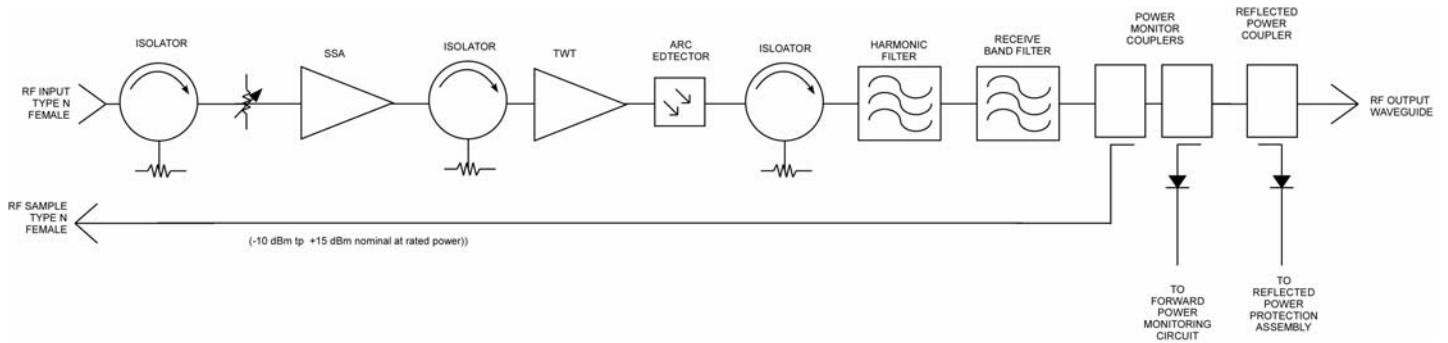 ISOLATOR
SSA
ISOLATOR
TWT
ARC
EDTECTOR
ISLOATOR
HARMONIC
FILTER
RECEIVE
BAND FILTER
POWER
MONITOR
COUPLERS
REFLECTED
POWER
COUPLER
RF INPUT
TYPE N
FEMALE
RF OUTPUT
WAVEGUIDE
RF SAMPLE
TYPE N
FEMALE
(-10 dBm tp +15 dBm nominal at rated power))
TO
FORWARD
POWER
MONITORING
CIRCUIT
TO
REFLECTED
POWER
PROTECTION
ASSEMBLY